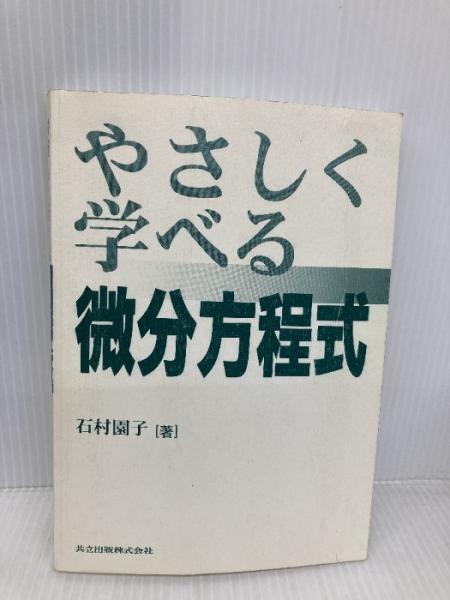 やさしく
学べる
微分方程式
石村園子 [著]
共立出版株式会社